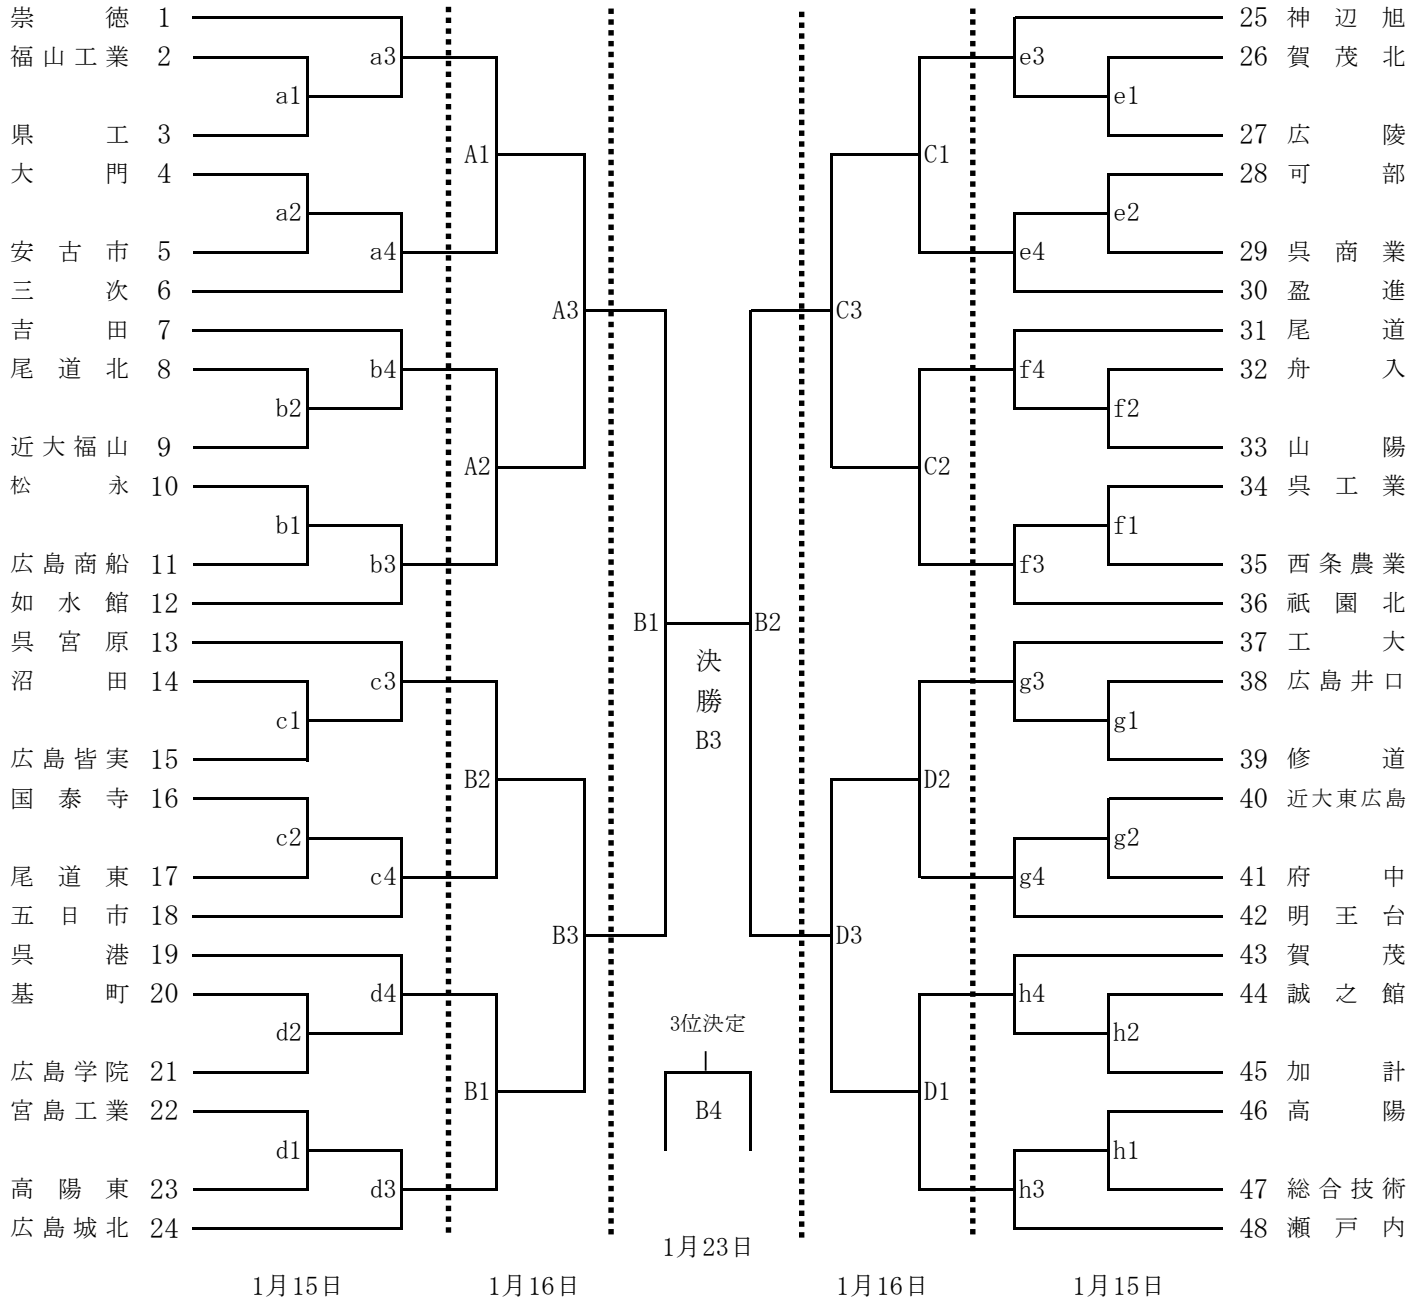 崇徳 1
福山工業 2
県工 3
大門 4
安古市 5
三次 6
吉田 7
尾道北 8
近大福山 9
松永 10
広島商船 11
如水館 12
呉宮原 13
沼田 14
広島皆実 15
国泰寺 16
尾道東 17
五日市 18
呉港 19
基町 20
広島学院 21
宮島工業 22
高陽東 23
広島城北 24
a1
a2
b2
b1
c1
c2
d2
d1
a3
a4
b4
b3
c3
c4
d4
d3
A1
A2
B2
B1
A3
B3
B1
決勝
B3
B2
3位決定
B4
C3
D3
C1
C2
D2
D1
e3
e4
f4
f3
g3
g4
h4
h3
e1
e2
f2
f1
g1
g2
h2
h1
25 神辺旭
26 賀茂北
27 広陵
28 可部
29 呉商業
30 盈進
31 尾道
32 舟入
33 山陽
34 呉工業
35 西条農業
36 祇園北
37 工大
38 広島井口
39 修道
40 近大東広島
41 府中
42 明王台
43 賀茂
44 誠之館
45 加計
46 高陽
47 総合技術
48 瀬戸内
1月23日
1月15日
1月16日
1月16日
1月15日